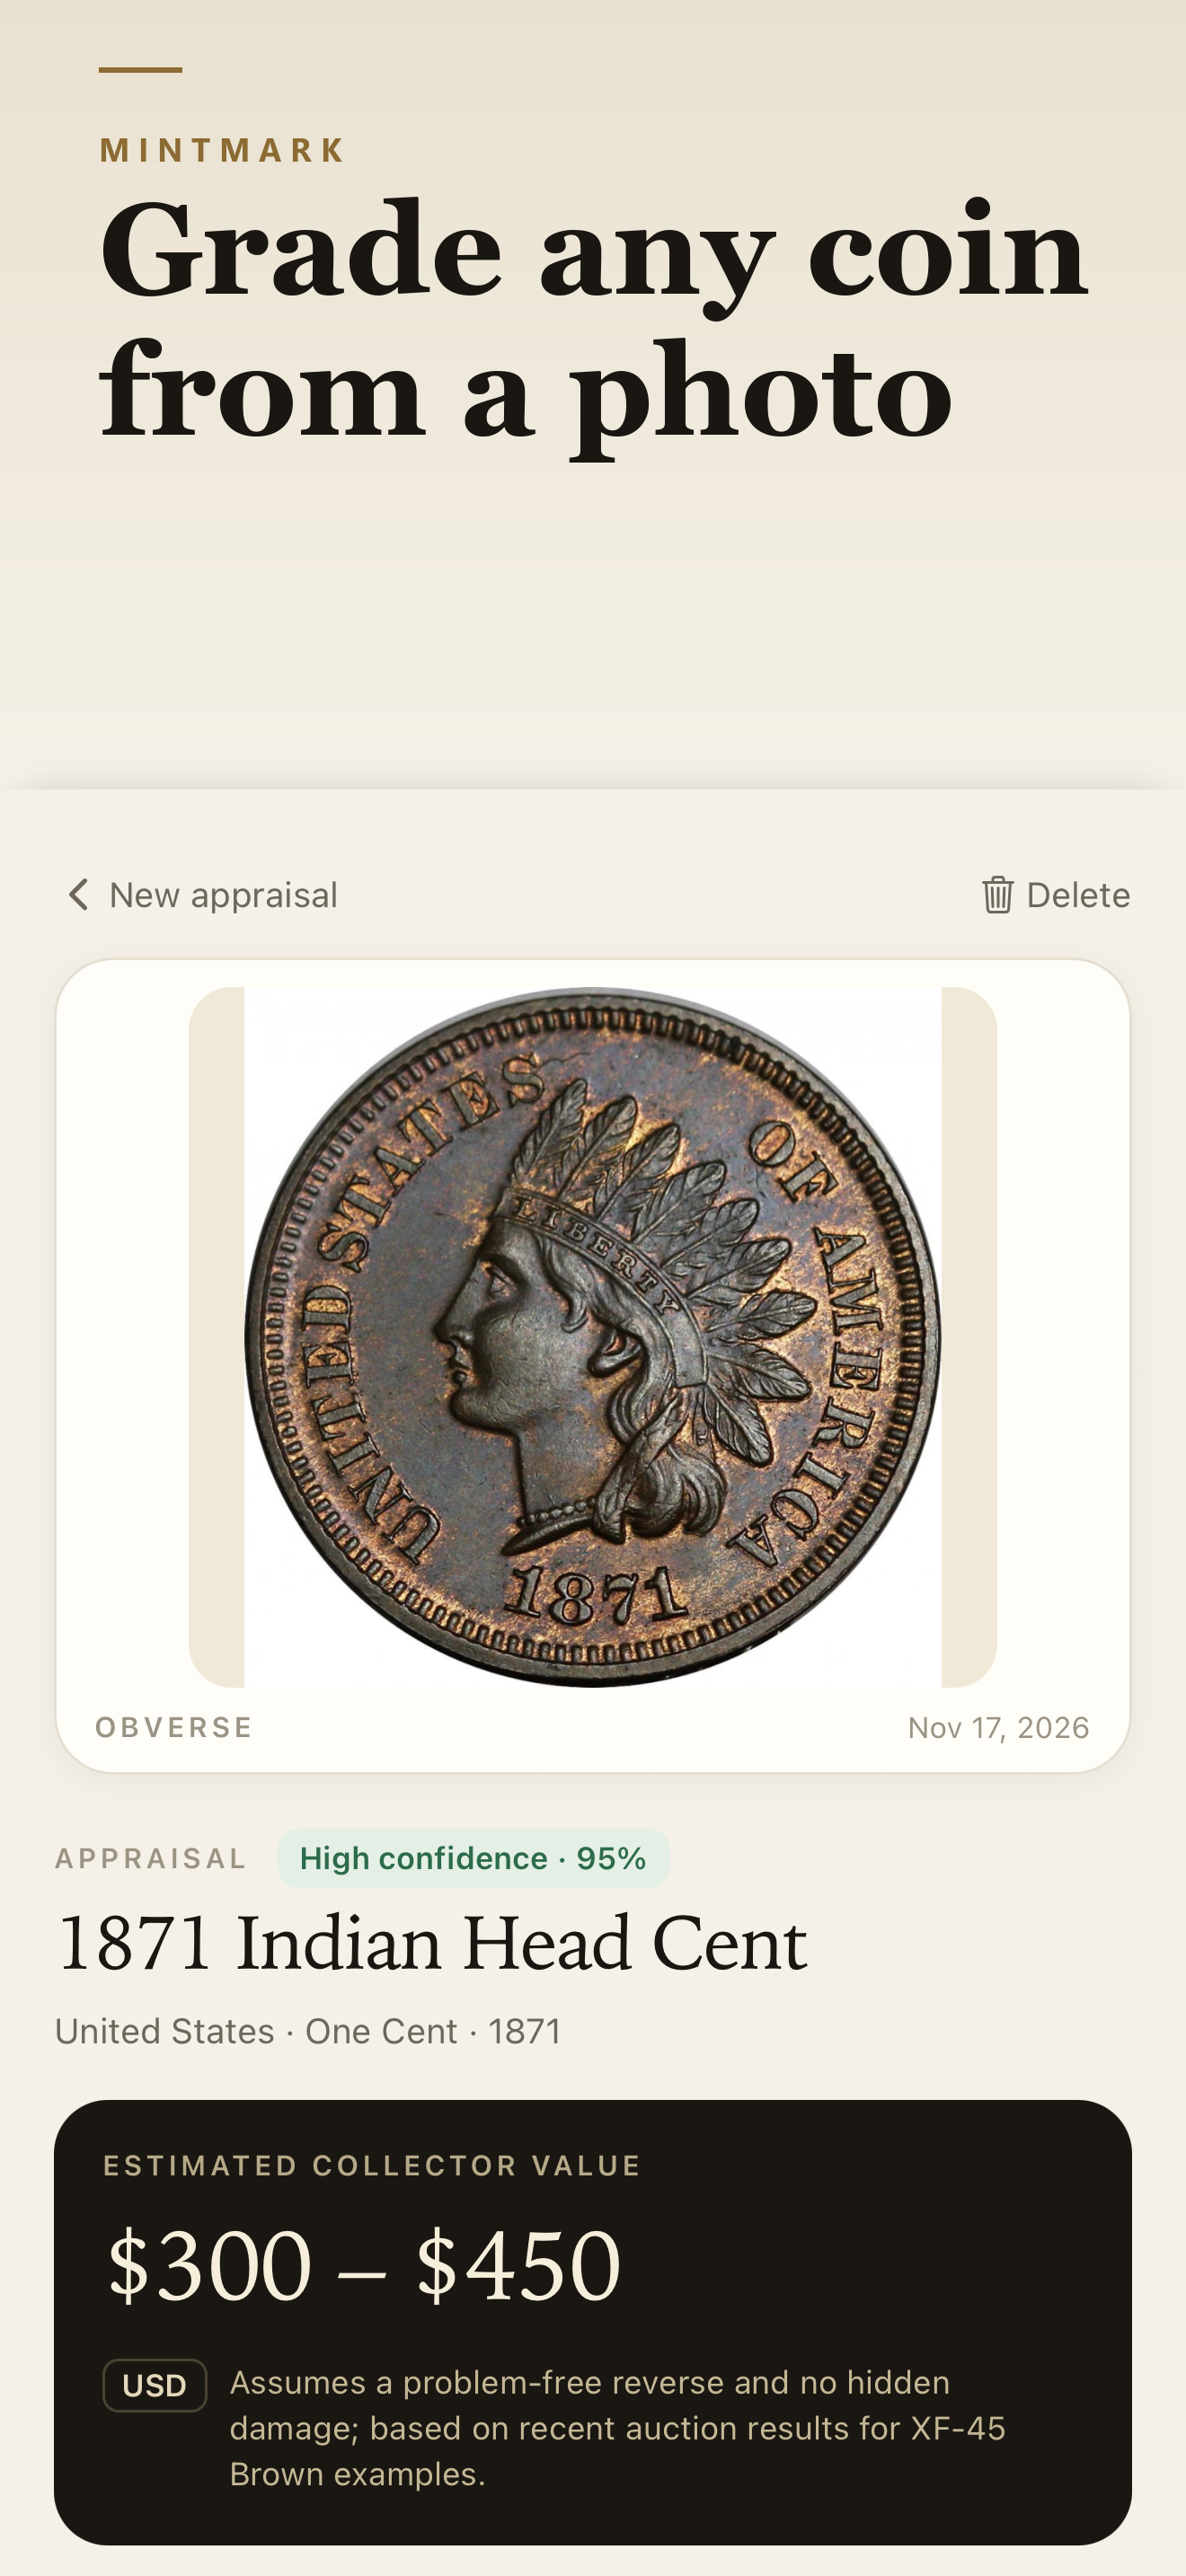 MINTMARK
Grade any coin
from a photo
New appraisal
Delete
UNITED STATES OF AMERICA
LIBERTY
1871
OBVERSE
Nov 17, 2026
APPRAISAL
High confidence · 95%
1871 Indian Head Cent
United States · One Cent · 1871
ESTIMATED COLLECTOR VALUE
$300 – $450
USD
Assumes a problem-free reverse and no hidden
damage; based on recent auction results for XF-45
Brown examples.